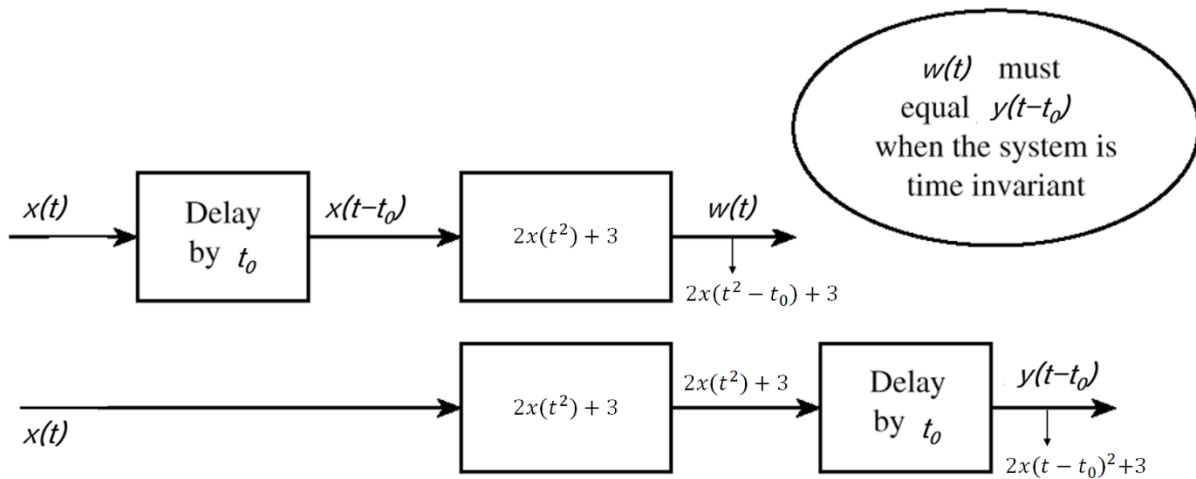 w(t) must
equal y(t−t₀)
when the system is
time invariant
x(t)
Delay
by t₀
x(t−t₀)
2x(t²) + 3
w(t)
2x(t² − t₀) + 3
x(t)
2x(t²) + 3
2x(t²) + 3
Delay
by t₀
y(t−t₀)
2x(t − t₀)²+3